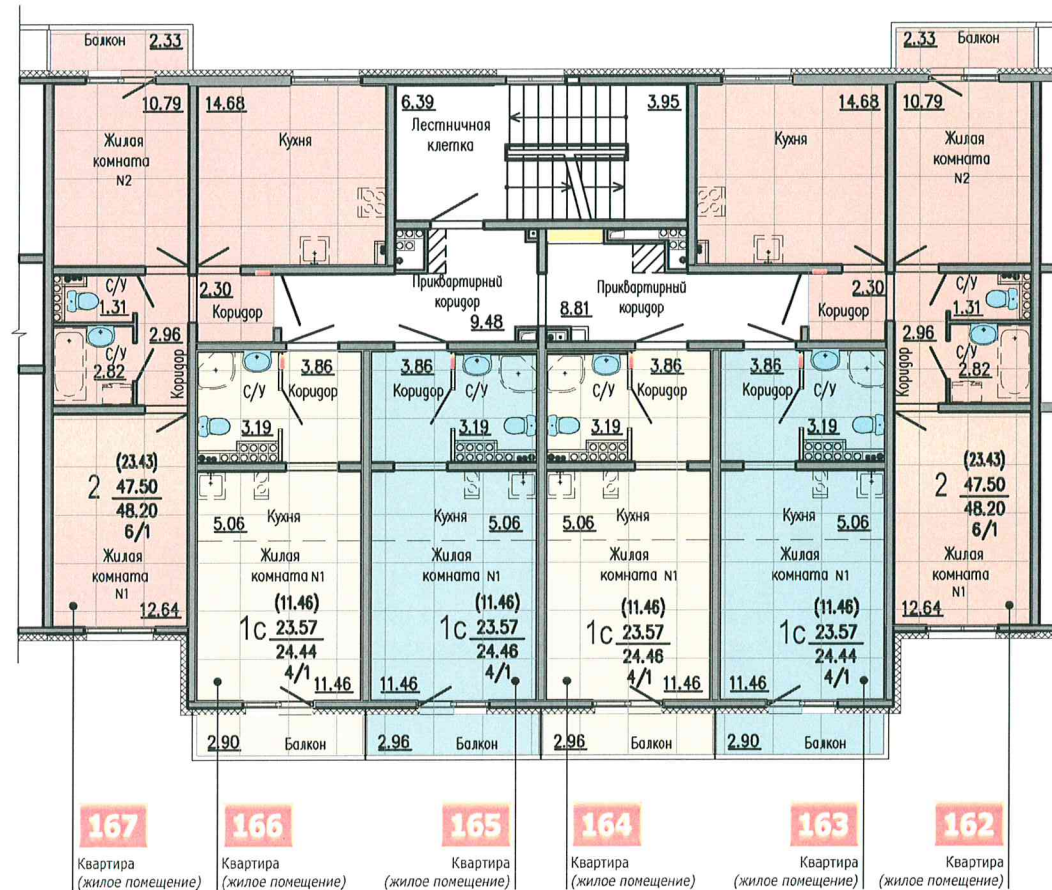 Балкон 2.33
2.33 Балкон
10.79
Жилая
комната
N2
14.68
Кухня
6.39
Лестничная
клетка
3.95
14.68
Кухня
10.79
Жилая
комната
N2
С/У
1.31
2.30
Коридор
Приквартирный
коридор
9.48
Приквартирный
коридор
8.81
2.30
Коридор
С/У
1.31
2.96
Коридор
С/У
2.82
3.86
Коридор
С/У
3.19
3.86
Коридор
С/У
3.19
3.86
Коридор
С/У
3.19
3.86
Коридор
С/У
3.19
2.96
Коридор
С/У
2.82
(23.43)
2 47.50
48.20
6/1
Жилая
комната
N1
12.64
Кухня
5.06
Жилая
комната N1
(11.46)
1С 23.57
24.44
4/1
11.46
Кухня
5.06
Жилая
комната N1
(11.46)
1С 23.57
24.46
4/1
11.46
Кухня
5.06
Жилая
комната N1
(11.46)
1С 23.57
24.46
4/1
11.46
Кухня
5.06
Жилая
комната N1
(11.46)
1С 23.57
24.44
4/1
11.46
(23.43)
2 47.50
48.20
6/1
Жилая
комната
N1
12.64
2.90 Балкон
2.96 Балкон
2.96 Балкон
2.90 Балкон
167
Квартира
(жилое помещение)
166
Квартира
(жилое помещение)
165
Квартира
(жилое помещение)
164
Квартира
(жилое помещение)
163
Квартира
(жилое помещение)
162
Квартира
(жилое помещение)